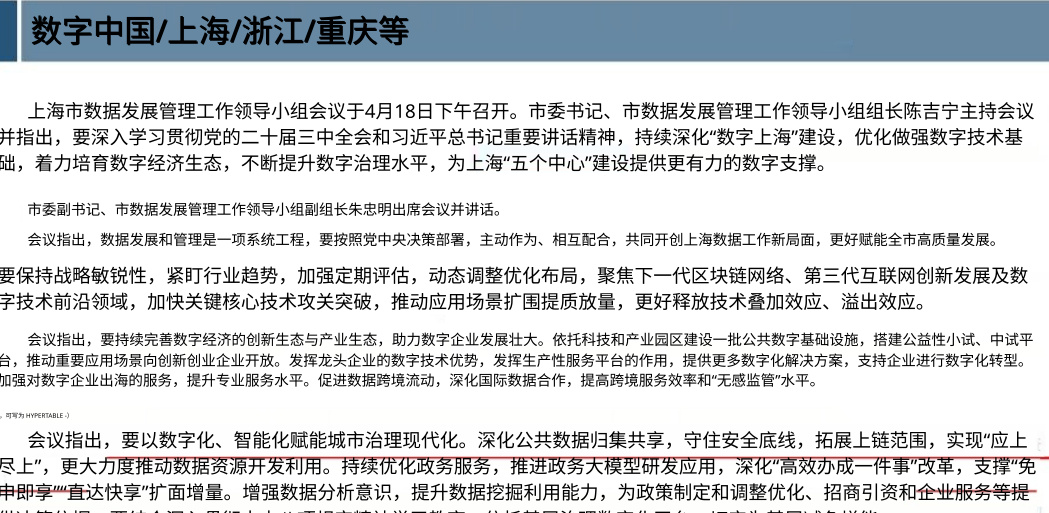 数字中国/上海/浙江/重庆等
上海市数据发展管理工作领导小组会议于4月18日下午召开。市委书记、市数据发展管理工作领导小组组长陈吉宁主持会议
并指出，要深入学习贯彻党的二十届三中全会和习近平总书记重要讲话精神，持续深化“数字上海”建设，优化做强数字技术基
础，着力培育数字经济生态，不断提升数字治理水平，为上海“五个中心”建设提供更有力的数字支撑。
市委副书记、市数据发展管理工作领导小组副组长朱忠明出席会议并讲话。
会议指出，数据发展和管理是一项系统工程，要按照党中央决策部署，主动作为、相互配合，共同开创上海数据工作新局面，更好赋能全市高质量发展。
要保持战略敏锐性，紧盯行业趋势，加强定期评估，动态调整优化布局，聚焦下一代区块链网络、第三代互联网创新发展及数
字技术前沿领域，加快关键核心技术攻关突破，推动应用场景扩围提质放量，更好释放技术叠加效应、溢出效应。
会议指出，要持续完善数字经济的创新生态与产业生态，助力数字企业发展壮大。依托科技和产业园区建设一批公共数字基础设施，搭建公益性小试、中试平
台，推动重要应用场景向创新创业企业开放。发挥龙头企业的数字技术优势，发挥生产性服务平台的作用，提供更多数字化解决方案，支持企业进行数字化转型。
加强对数字企业出海的服务，提升专业服务水平。促进数据跨境流动，深化国际数据合作，提高跨境服务效率和“无感监管”水平。
，可写为 HYPERTABLE -)
会议指出，要以数字化、智能化赋能城市治理现代化。深化公共数据归集共享，守住安全底线，拓展上链范围，实现“应上
尽上”，更大力度推动数据资源开发利用。持续优化政务服务，推进政务大模型研发应用，深化“高效办成一件事”改革，支撑“免
申即享”“直达快享”扩面增量。增强数据分析意识，提升数据挖掘利用能力，为政策制定和调整优化、招商引资和企业服务等提